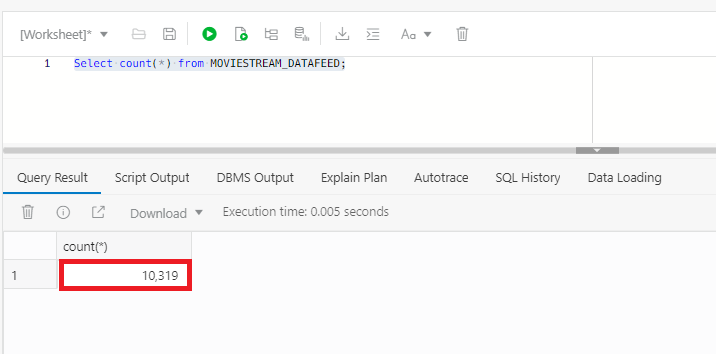 [Worksheet]* Aa
1 Select count(*) from MOVIESTREAM_DATAFEED;
Query Result Script Output DBMS Output Explain Plan Autotrace SQL History Data Loading
Download Execution time: 0.005 seconds
count(*)
1 10,319